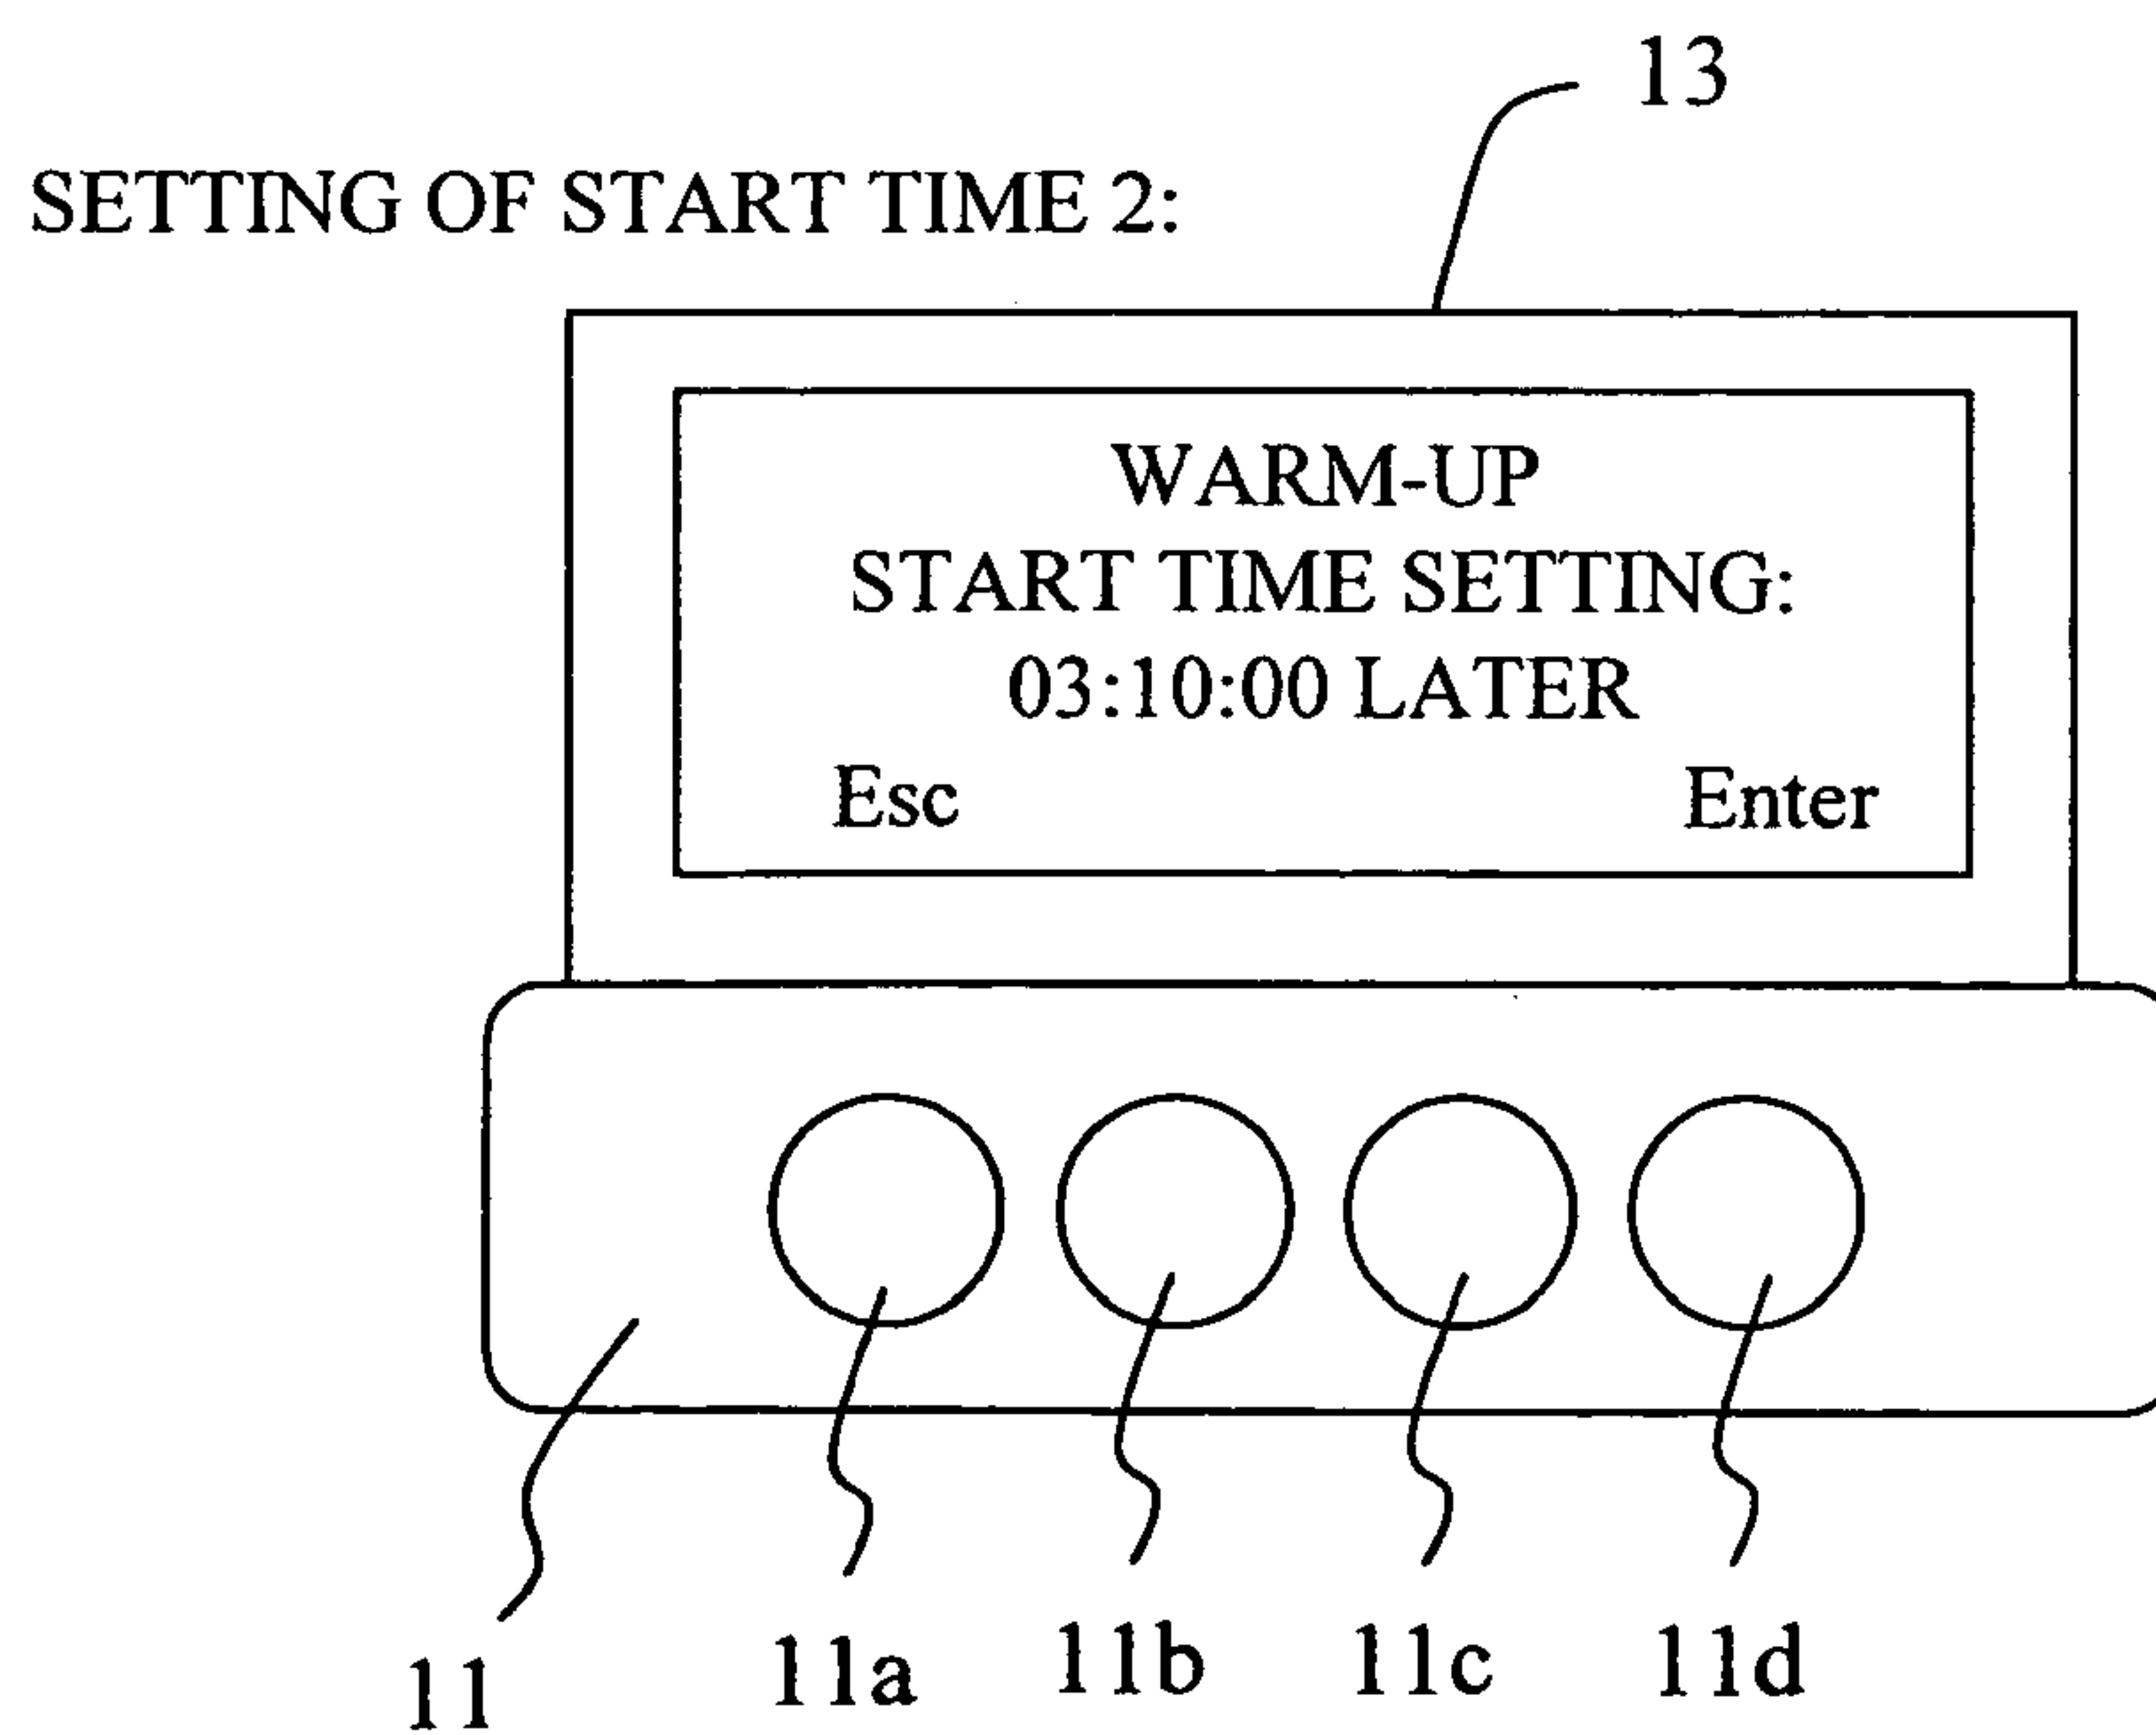 13
SETTING OF START TIME 2:
WARM-UP
START TIME SETTING:
03:10:00 LATER
Esc Enter
11 11a 11b 11c 11d